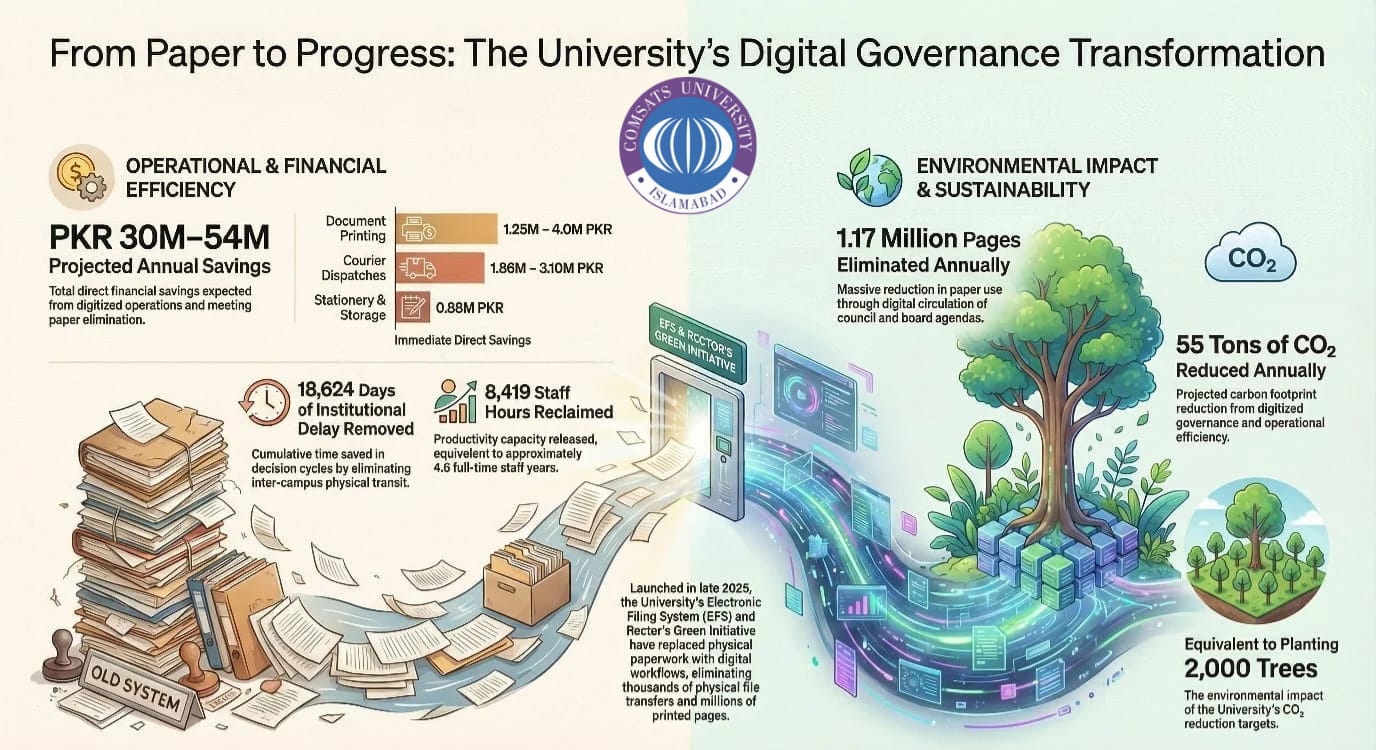 From Paper to Progress: The University's Digital Governance Transformation
COMSATS UNIVERSITY
ISLAMABAD
OPERATIONAL & FINANCIAL
EFFICIENCY
PKR 30M–54M
Projected Annual Savings
Total direct financial savings expected
from digitized operations and meeting
paper elimination.
Document
Printing
1.25M – 4.0M PKR
Courier
Dispatches
1.86M – 3.10M PKR
Stationery &
Storage
0.88M PKR
Immediate Direct Savings
18,624 Days
of Institutional
Delay Removed
Cumulative time saved in
decision cycles by eliminating
inter-campus physical transit.
8,419 Staff
Hours Reclaimed
Productivity capacity released,
equivelent to approximately
4.6 full-time staff years.
OLD SYSTEM
EFS & RCCTOR'S
GREEN INITIATIVE
Launched in late 2025,
the University's Electronic
Filing System (EFS) and
Recter's Green Initiative
have replaced physical
paperwork with digital
workflows, eliminating
thousands of physical file
transfers and millions of
printed pages.
ENVIRONMENTAL IMPACT
& SUSTAINABILITY
1.17 Million Pages
Eliminated Annually
Massive reduction in paper use
through digital circulation of
council and board agendas.
CO₂
55 Tons of CO₂
Reduced Annually
Projected carbon footprint
reduction from digitized
governance and operational
efficiency.
Equivalent to Planting
2,000 Trees
The environmental impact
of the University's CO₂
reduction targets.